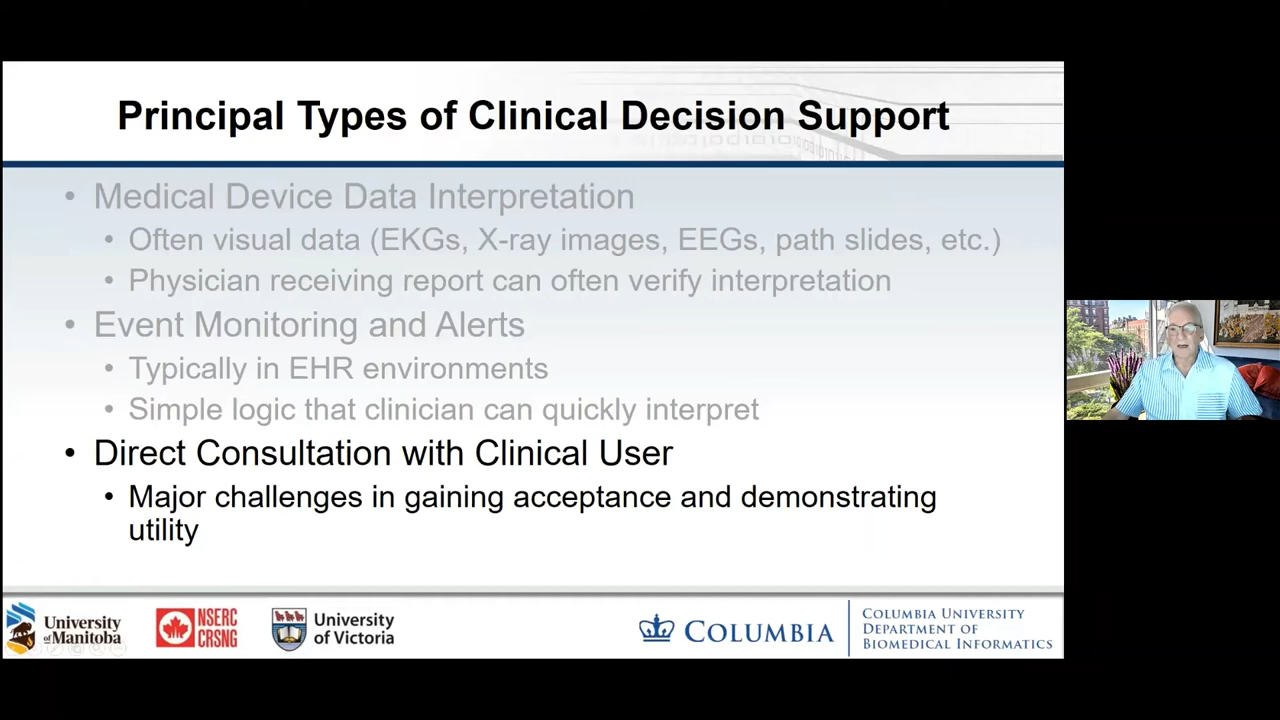 Principal Types of Clinical Decision Support
• Medical Device Data Interpretation
• Often visual data (EKGs, X-ray images, EEGs, path slides, etc.)
• Physician receiving report can often verify interpretation
• Event Monitoring and Alerts
• Typically in EHR environments
• Simple logic that clinician can quickly interpret
• Direct Consultation with Clinical User
• Major challenges in gaining acceptance and demonstrating
utility
University
of Manitoba
NSERC
CRSNG
University
of Victoria
COLUMBIA
COLUMBIA UNIVERSITY
DEPARTMENT OF
BIOMEDICAL INFORMATICS